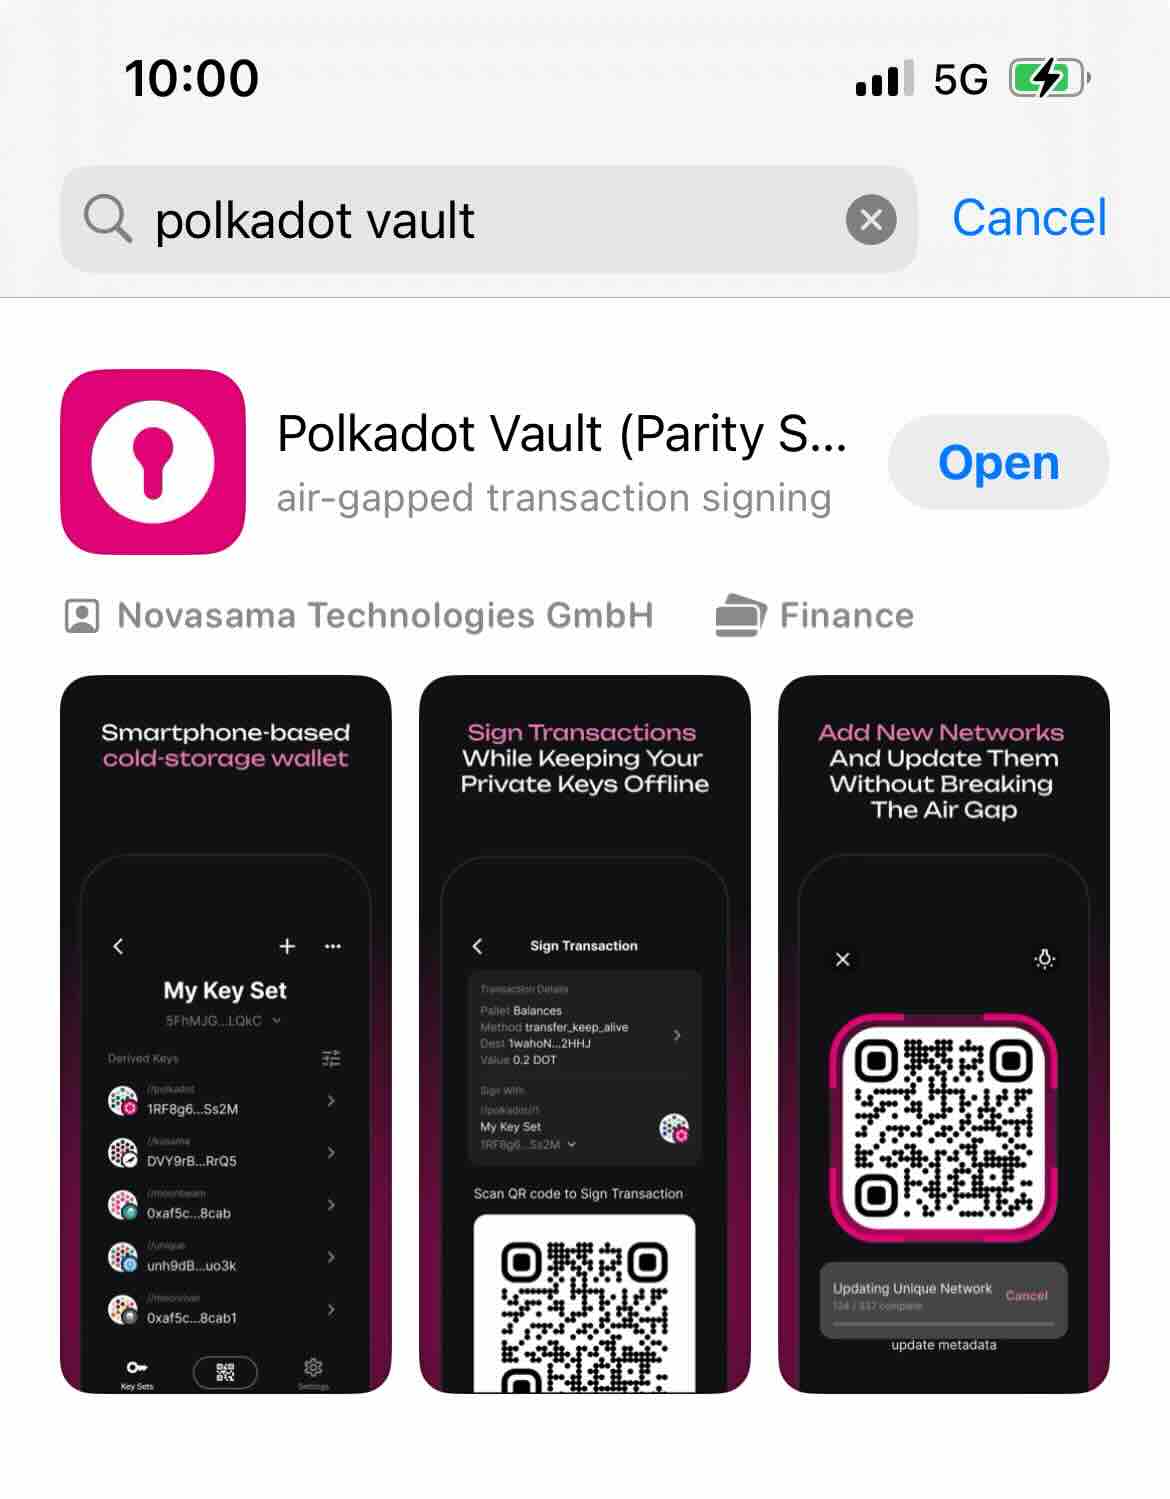 10:00
5G
polkadot vault
Cancel
Polkadot Vault (Parity S...
air-gapped transaction signing
Open
Novasama Technologies GmbH
Finance
Smartphone-based
cold-storage wallet
My Key Set
5FhMJG...LQkC
Derived Keys
//polkadot
1RF8g6...Ss2M
//kusama
DVY9rB...RrQ5
//moonbeam
0xaf5c...8cab
//unique
unh9dB...uo3k
//moonriver
0xaf5c...8cab1
Key Sets
Settings
Sign Transactions
While Keeping Your
Private Keys Offline
Sign Transaction
Transaction Details
Pallet Balances
Method transfer_keep_alive
Dest 1wahoN...2HHJ
Value 0.2 DOT
Sign With
//polkadot//1
My Key Set
1RF8g6...Ss2M
Scan QR code to Sign Transaction
Add New Networks
And Update Them
Without Breaking
The Air Gap
Updating Unique Network
Cancel
134 / 337 complete
update metadata